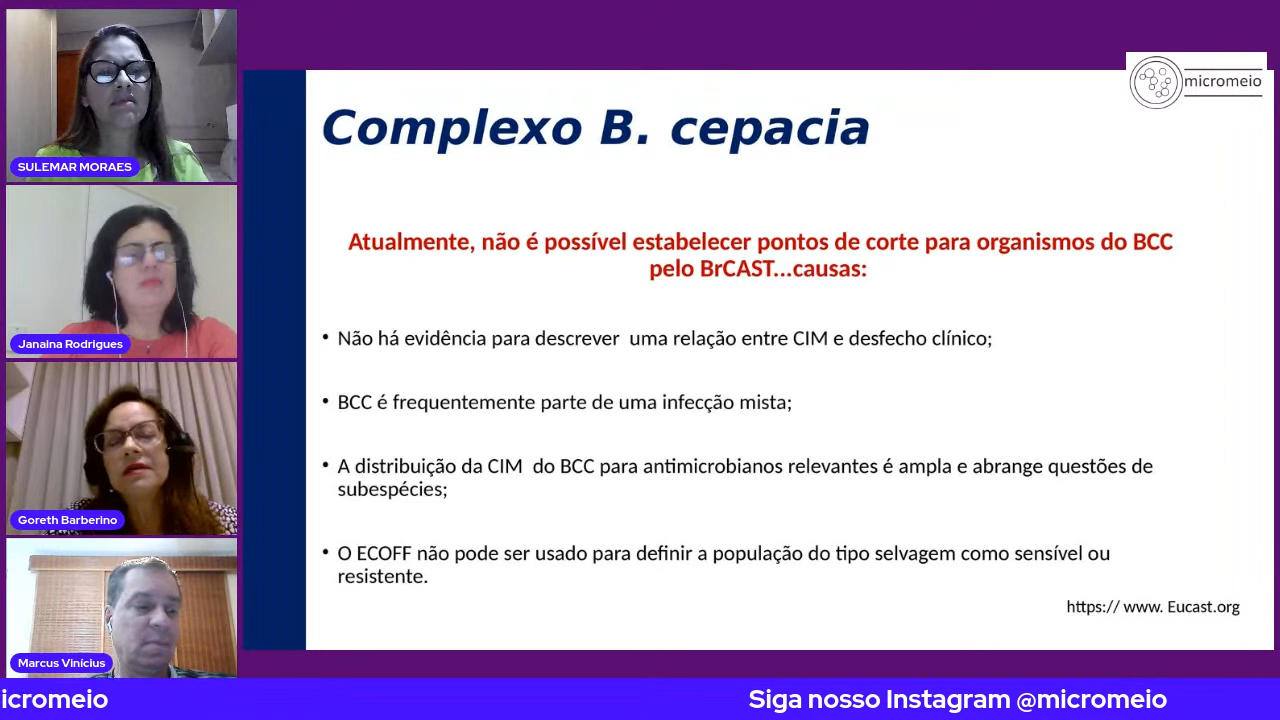 SULEMAR MORAES
Janaina Rodrigues
Goreth Barberino
Marcus Vinícius
micromeio
Complexo B. cepacia
Atualmente, não é possível estabelecer pontos de corte para organismos do BCC
pelo BrCAST...causas:
• Não há evidência para descrever uma relação entre CIM e desfecho clínico;
• BCC é frequentemente parte de uma infecção mista;
• A distribuição da CIM do BCC para antimicrobianos relevantes é ampla e abrange questões de
subespécies;
• O ECOFF não pode ser usado para definir a população do tipo selvagem como sensível ou
resistente.
https:// www. Eucast.org
icromeio
Siga nosso Instagram @micromeio